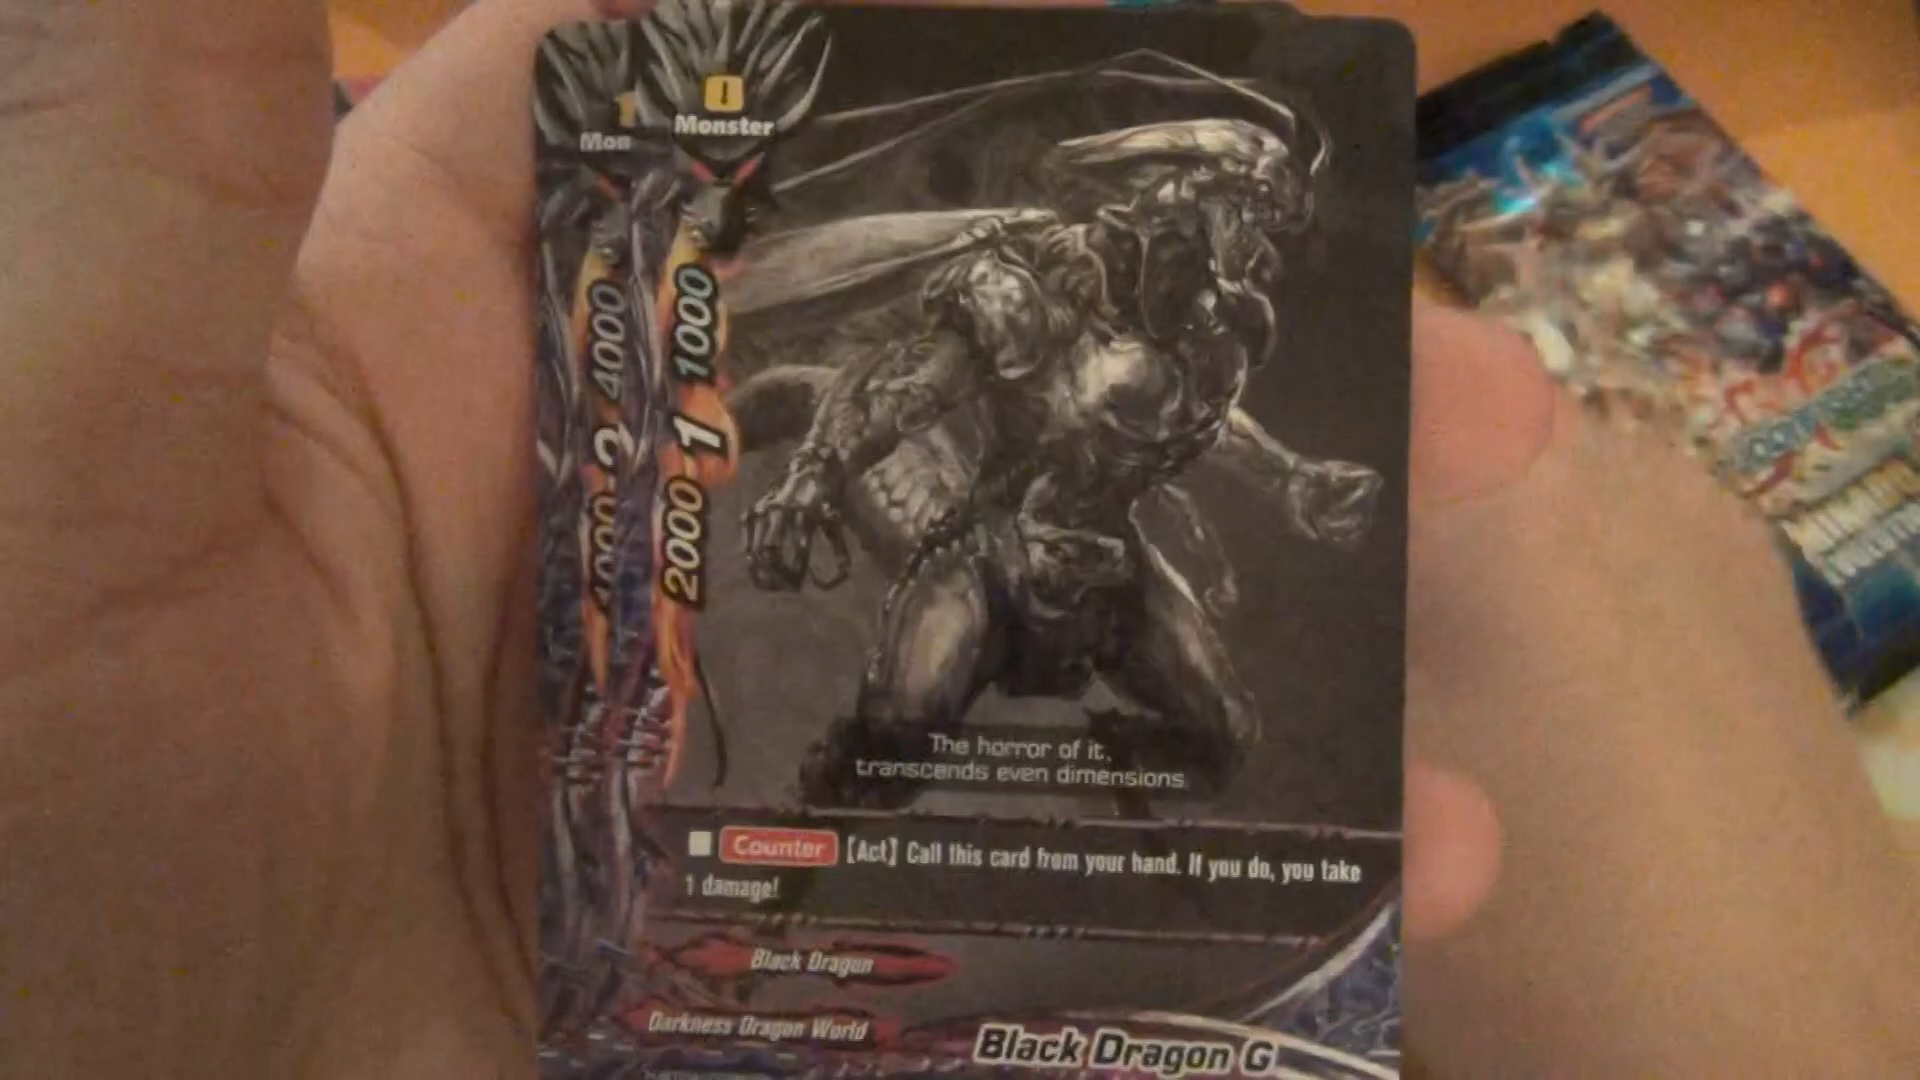 1
Mon
4000
2
4000
0
Monster
1000
1
2000
The horror of it,
transcends even dimensions.
Counter 【Act】 Call this card from your hand. If you do, you take
1 damage!
Black Dragon
Darkness Dragon World
Black Dragon G